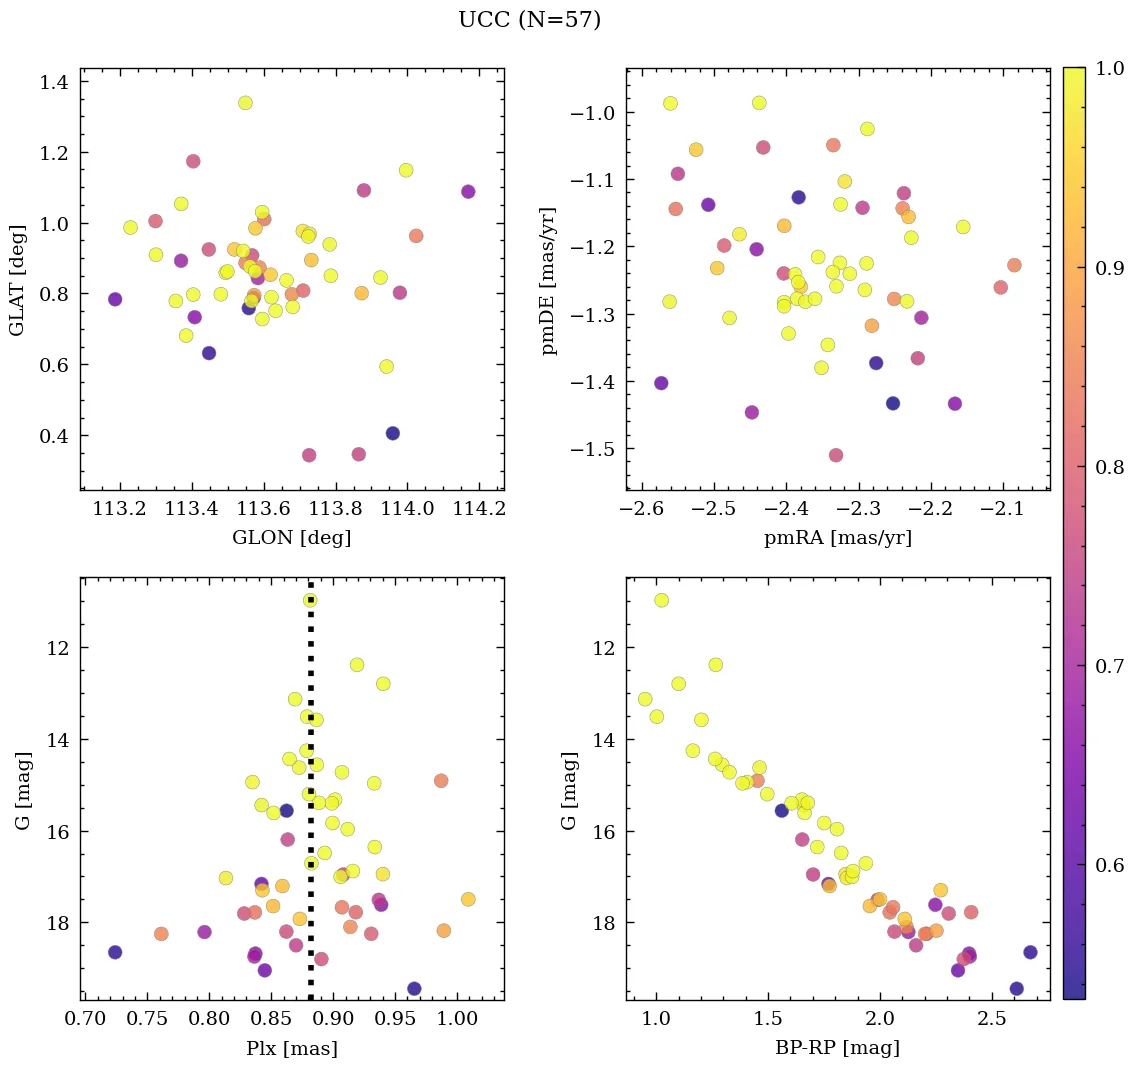 UCC (N=57)
1.4
1.2
1.0
0.8
0.6
0.4
GLAT [deg]
113.2 113.4 113.6 113.8 114.0 114.2
GLON [deg]
−1.0
−1.1
−1.2
−1.3
−1.4
−1.5
pmDE [mas/yr]
−2.6 −2.5 −2.4 −2.3 −2.2 −2.1
pmRA [mas/yr]
12
14
16
18
G [mag]
0.70 0.75 0.80 0.85 0.90 0.95 1.00
Plx [mas]
12
14
16
18
G [mag]
1.0 1.5 2.0 2.5
BP-RP [mag]
1.0
0.9
0.8
0.7
0.6